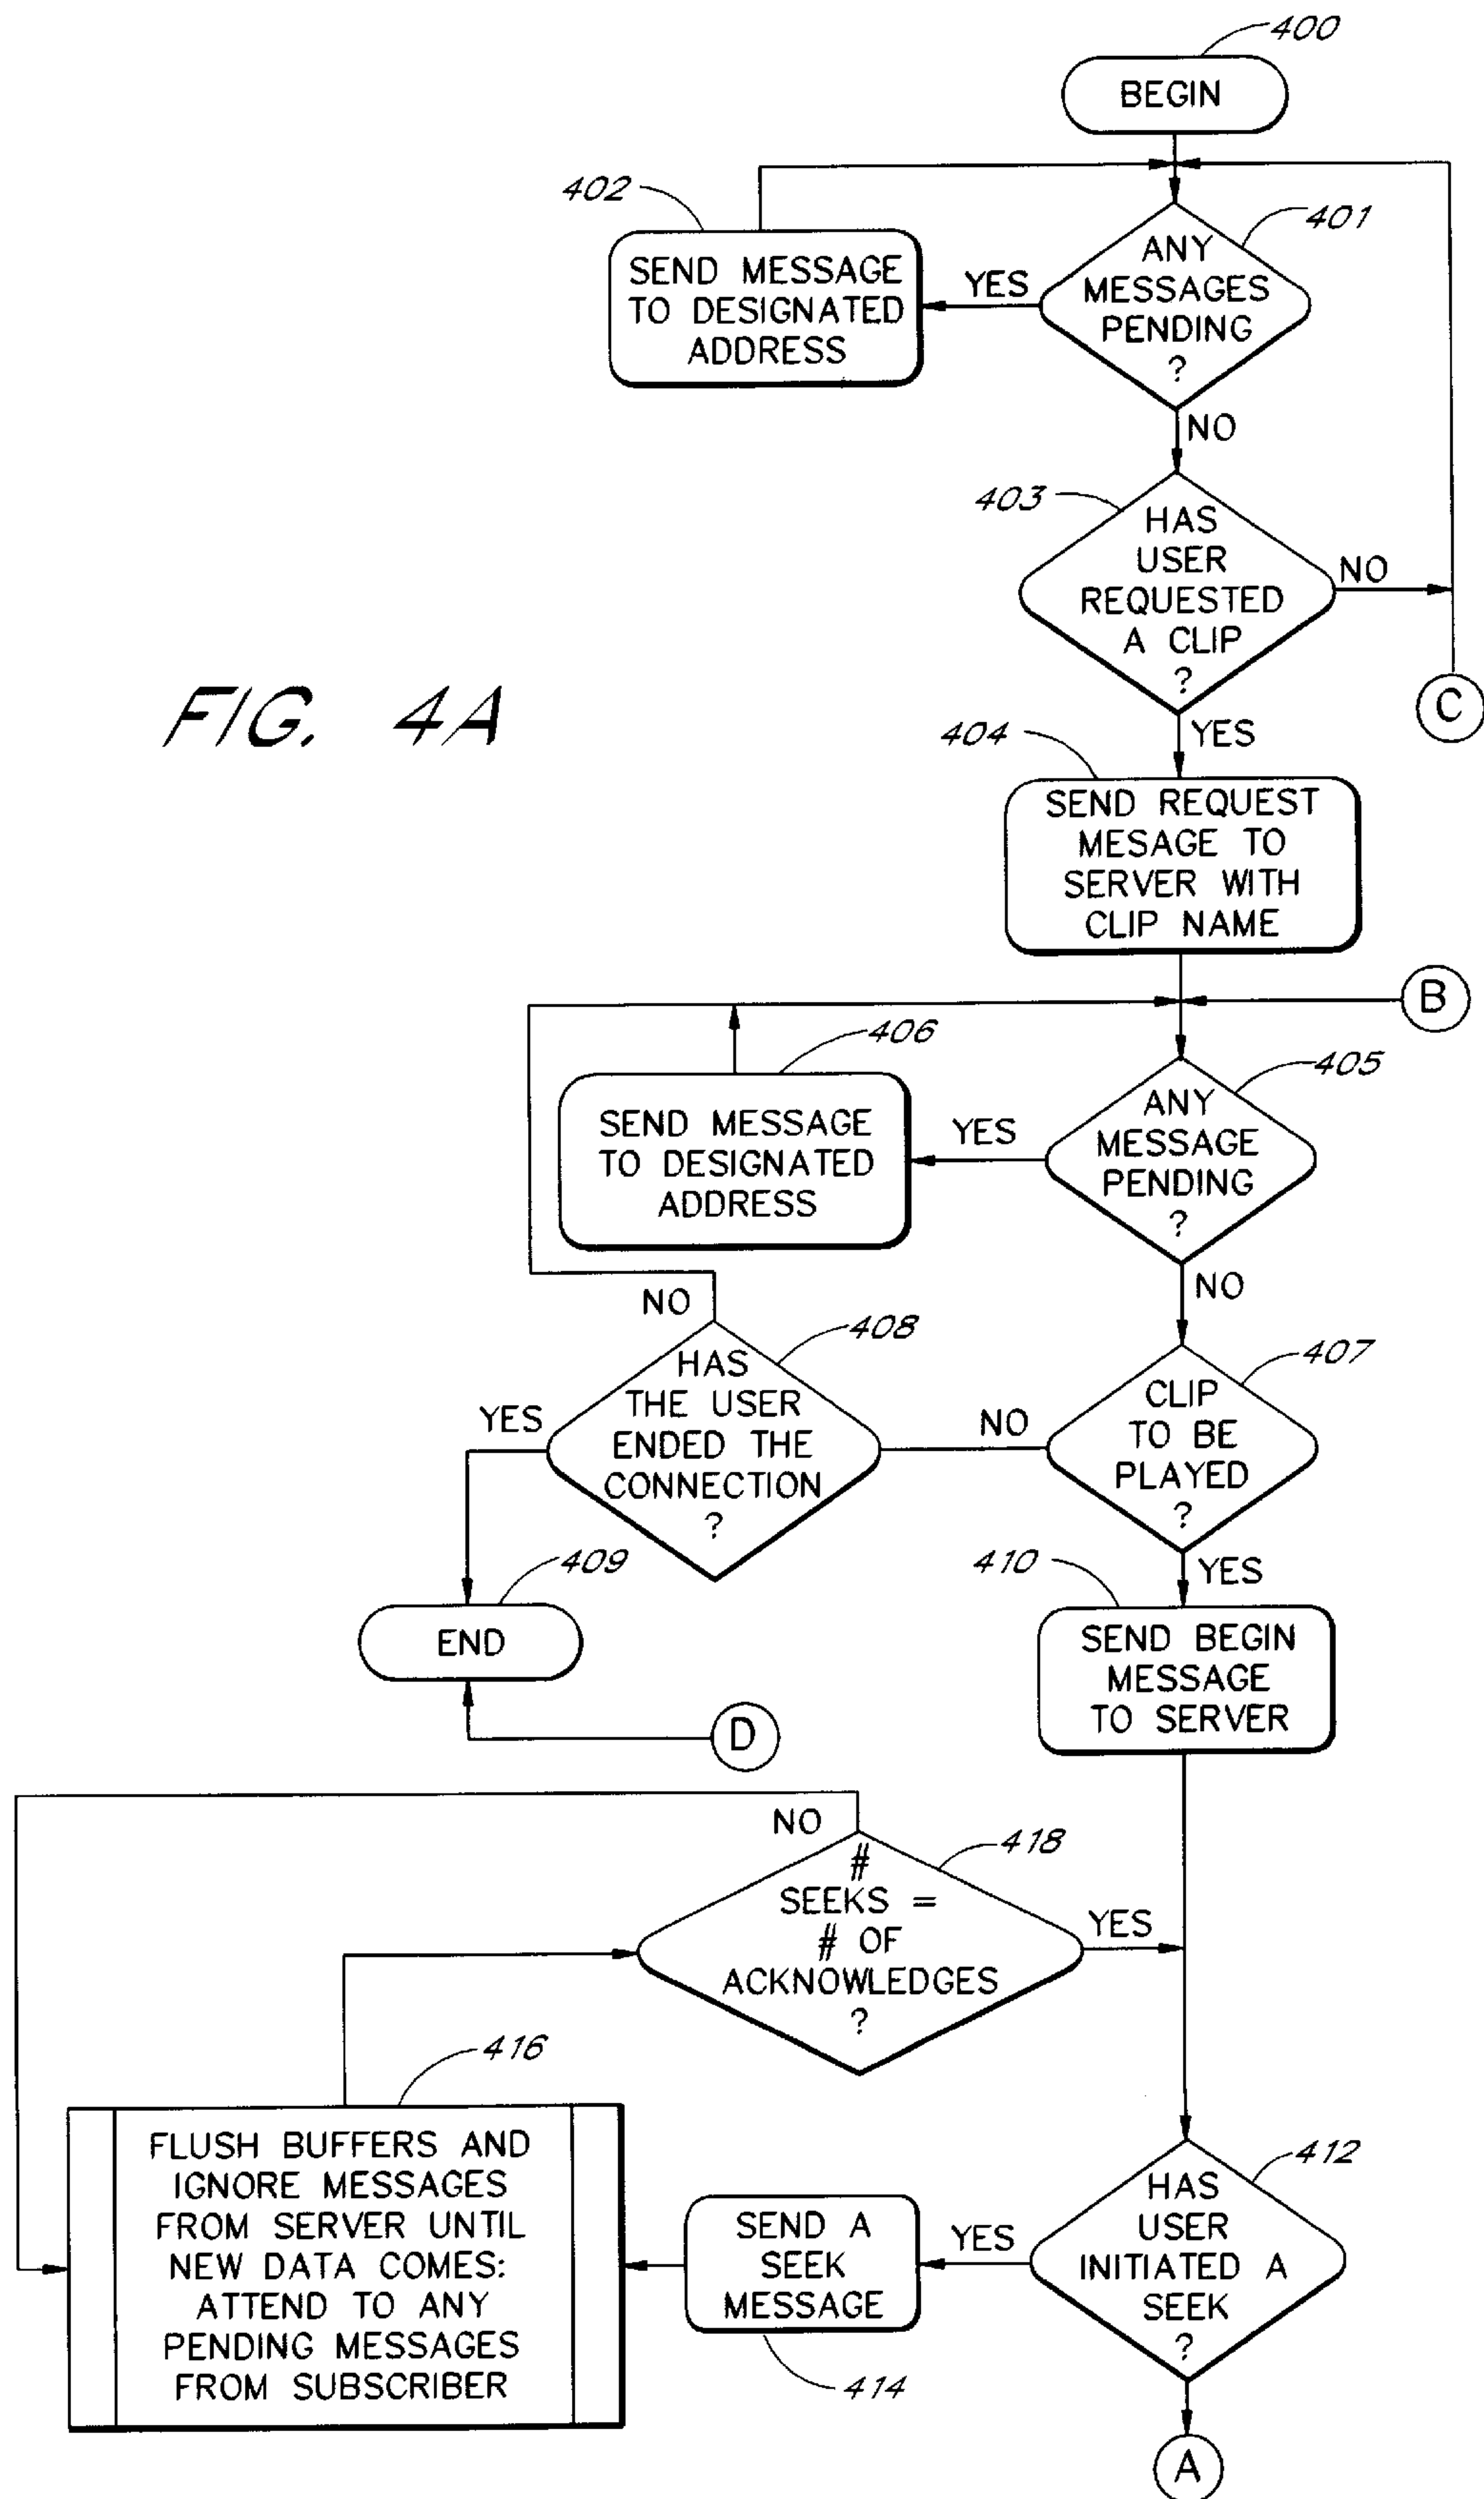 400
BEGIN
402
401
SEND MESSAGE
TO DESIGNATED
ADDRESS
YES
ANY
MESSAGES
PENDING
?
NO
403
HAS
USER
REQUESTED
A CLIP
?
NO
C
FIG. 4A
YES
404
SEND REQUEST
MESAGE TO
SERVER WITH
CLIP NAME
B
406
405
SEND MESSAGE
TO DESIGNATED
ADDRESS
YES
ANY
MESSAGE
PENDING
?
NO
NO
408
407
HAS
THE USER
ENDED THE
CONNECTION
?
YES
NO
CLIP
TO BE
PLAYED
?
409
END
410
YES
SEND BEGIN
MESSAGE
TO SERVER
D
NO
418
#
SEEKS =
# OF
ACKNOWLEDGES
?
YES
416
FLUSH BUFFERS AND
IGNORE MESSAGES
FROM SERVER UNTIL
NEW DATA COMES:
ATTEND TO ANY
PENDING MESSAGES
FROM SUBSCRIBER
412
SEND A
SEEK
MESSAGE
YES
HAS
USER
INITIATED A
SEEK
?
414
A